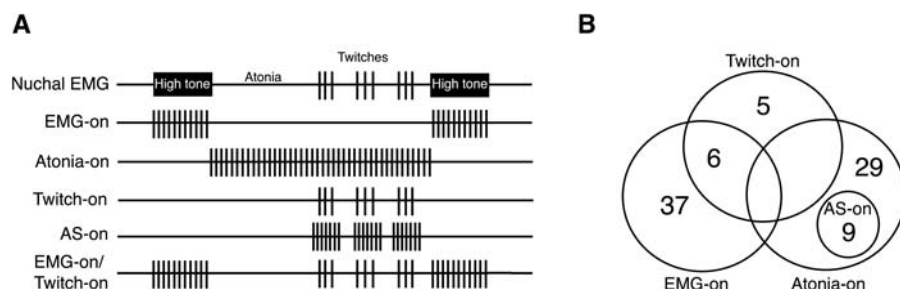 A
Twitches
Nuchal EMG
High tone
Atonia
High tone
EMG-on
Atonia-on
Twitch-on
AS-on
EMG-on/
Twitch-on
B
Twitch-on
5
6
29
37
AS-on
9
EMG-on
Atonia-on